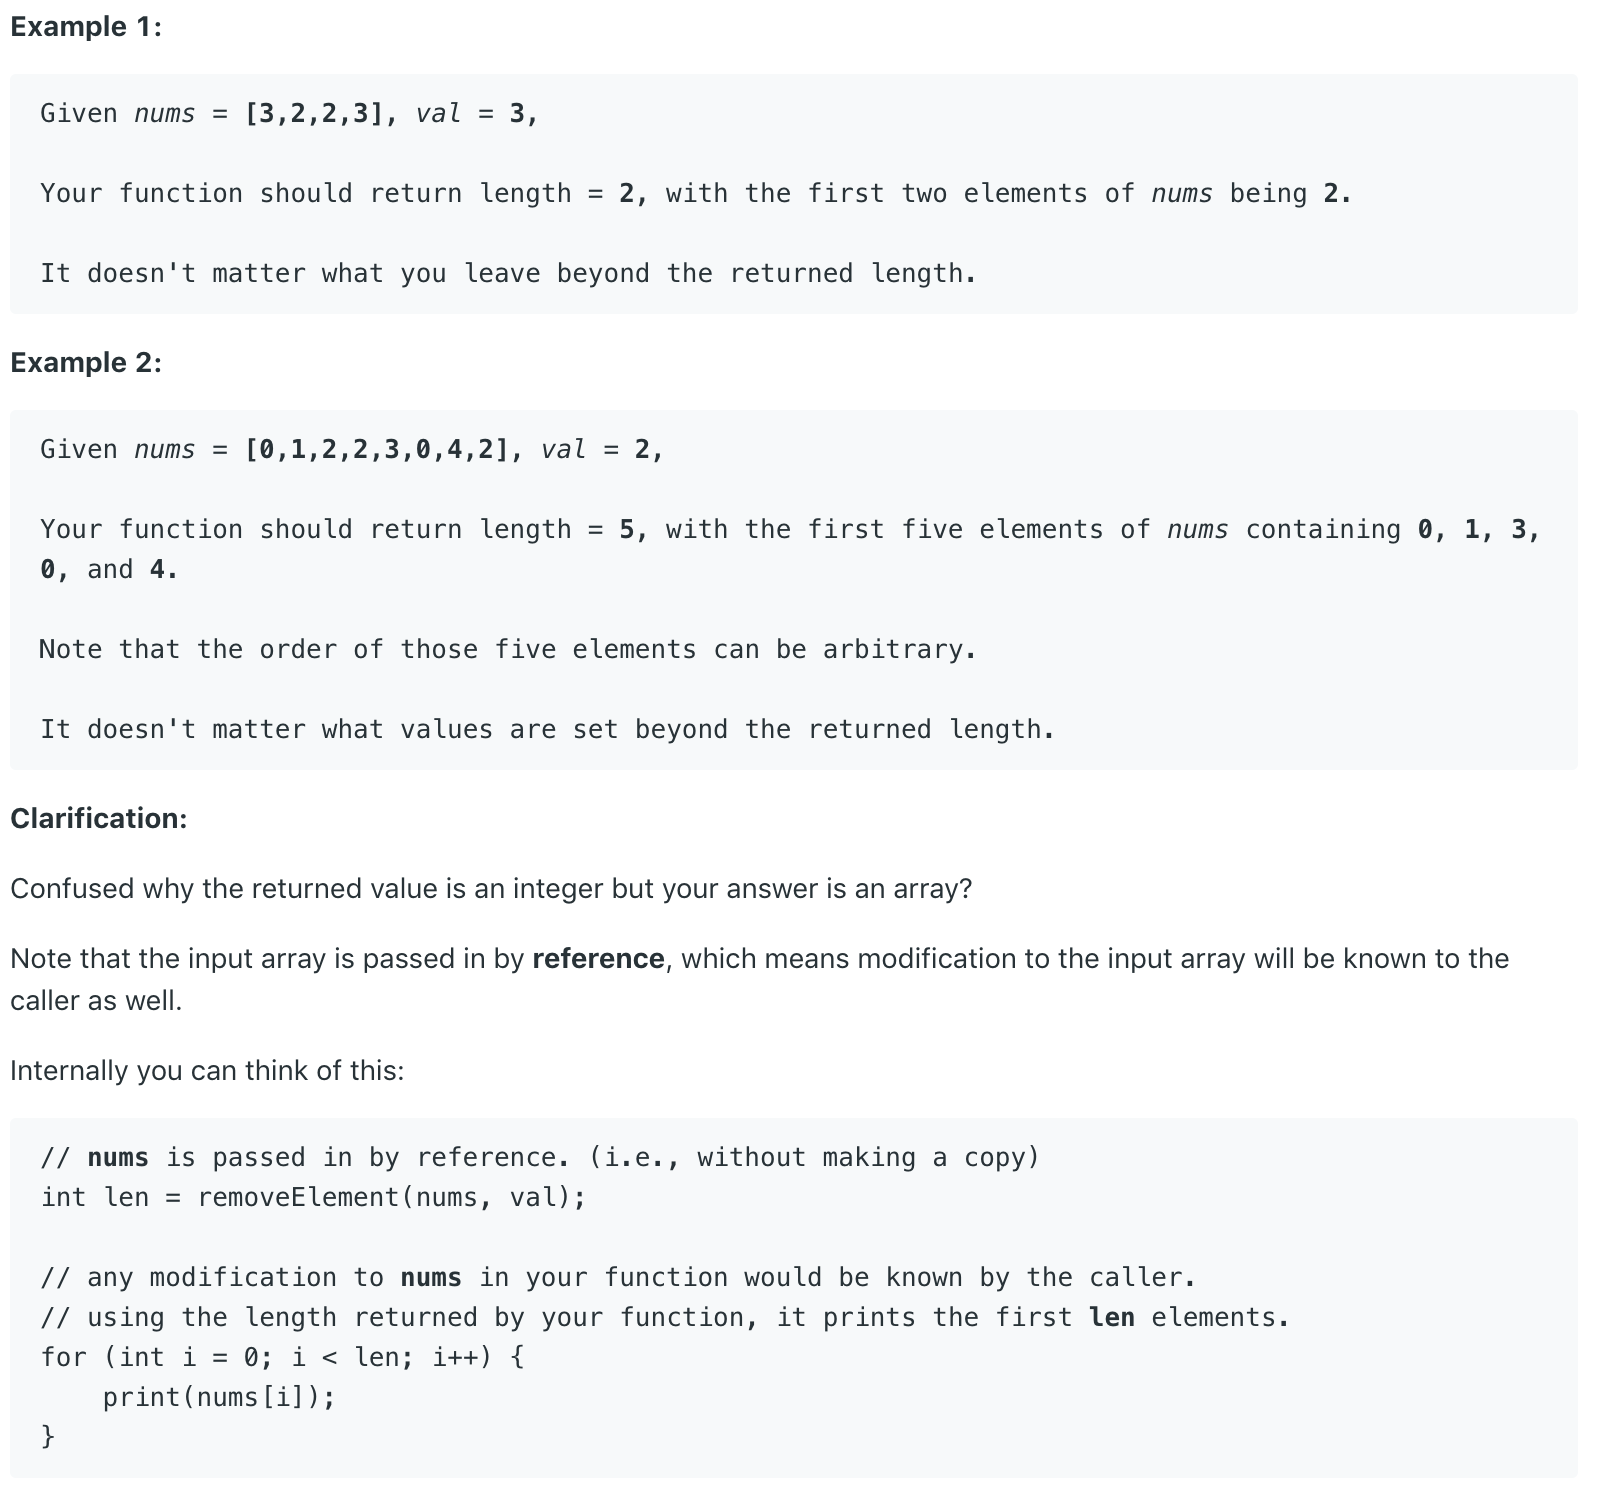 Example 1:
Given nums = [3,2,2,3], val = 3,
Your function should return length = 2, with the first two elements of nums being 2.
It doesn't matter what you leave beyond the returned length.
Example 2:
Given nums = [0,1,2,2,3,0,4,2], val = 2,
Your function should return length = 5, with the first five elements of nums containing 0, 1, 3,
0, and 4.
Note that the order of those five elements can be arbitrary.
It doesn't matter what values are set beyond the returned length.
Clarification:
Confused why the returned value is an integer but your answer is an array?
Note that the input array is passed in by reference, which means modification to the input array will be known to the
caller as well.
Internally you can think of this:
// nums is passed in by reference. (i.e., without making a copy)
int len = removeElement(nums, val);
// any modification to nums in your function would be known by the caller.
// using the length returned by your function, it prints the first len elements.
for (int i = 0; i < len; i++) {
    print(nums[i]);
}